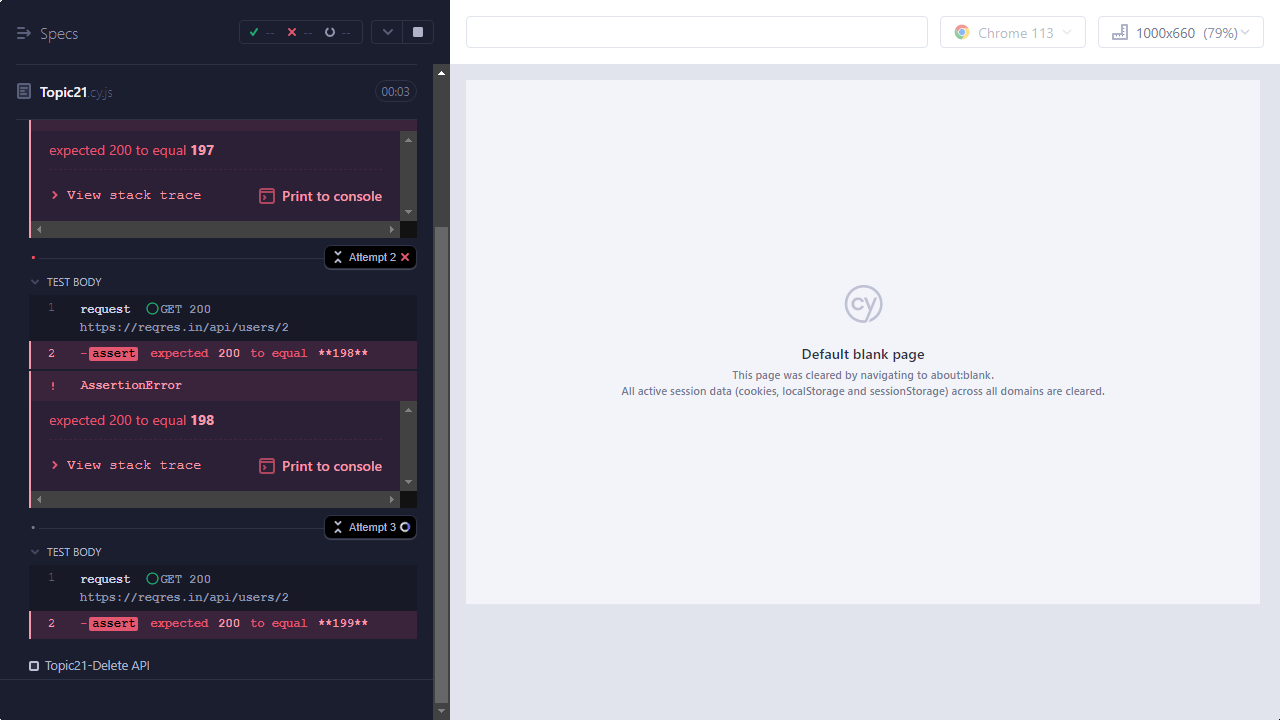 Specs
-- -- --
Chrome 113
1000x660 (79%)
Topic21.cy.js
00:03
expected 200 to equal 197
View stack trace
Print to console
Attempt 2
TEST BODY
1 request GET 200
https://reqres.in/api/users/2
2 -assert expected 200 to equal **198**
! AssertionError
expected 200 to equal 198
View stack trace
Print to console
Attempt 3
TEST BODY
1 request GET 200
https://reqres.in/api/users/2
2 -assert expected 200 to equal **199**
Topic21-Delete API
cy
Default blank page
This page was cleared by navigating to about:blank.
All active session data (cookies, localStorage and sessionStorage) across all domains are cleared.